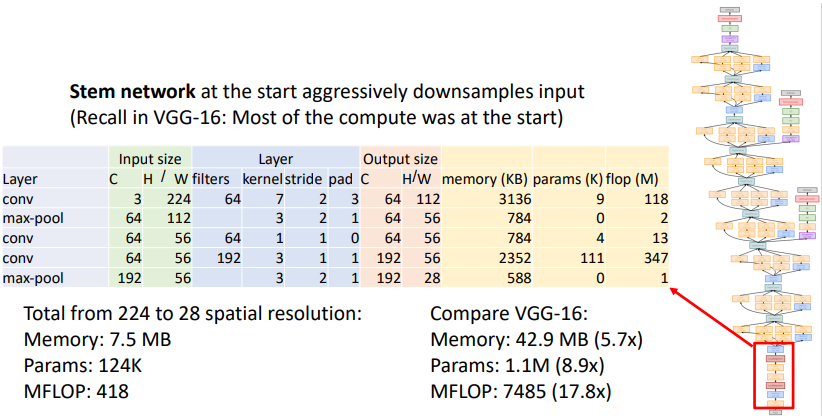 Stem network at the start aggressively downsamples input
(Recall in VGG-16: Most of the compute was at the start)
Input size Layer Output size
Layer C H / W filters kernel stride pad C H/W memory (KB) params (K) flop (M)
conv 3 224 64 7 2 3 64 112 3136 9 118
max-pool 64 112 3 2 1 64 56 784 0 2
conv 64 56 64 1 1 0 64 56 784 4 13
conv 64 56 192 3 1 1 192 56 2352 111 347
max-pool 192 56 3 2 1 192 28 588 0 1
Total from 224 to 28 spatial resolution:
Memory: 7.5 MB
Params: 124K
MFLOP: 418
Compare VGG-16:
Memory: 42.9 MB (5.7x)
Params: 1.1M (8.9x)
MFLOP: 7485 (17.8x)